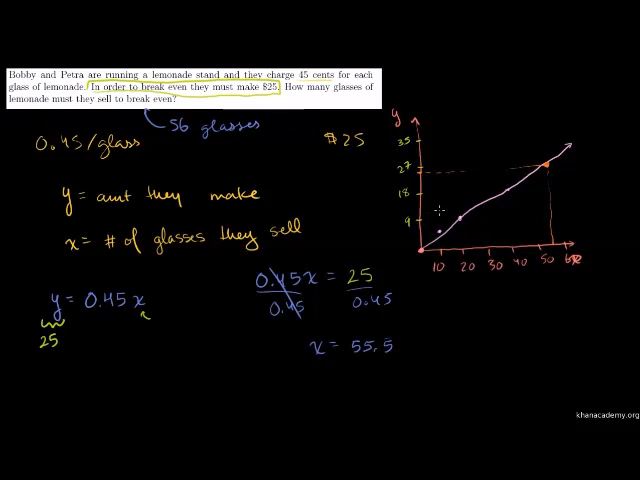 Bobby and Petra are running a lemonade stand and they charge 45 cents for each
glass of lemonade. In order to break even they must make $25. How many glasses of
lemonade must they sell to break even?
56 glasses
0.45/glass
$25
y = amt they make
x = # of glasses they sell
y = 0.45 x
25
0.45x = 25
0.45 0.45
x = 55.5
y
35
27
18
9
10 20 30 40 50 60 x
khanacademy.org